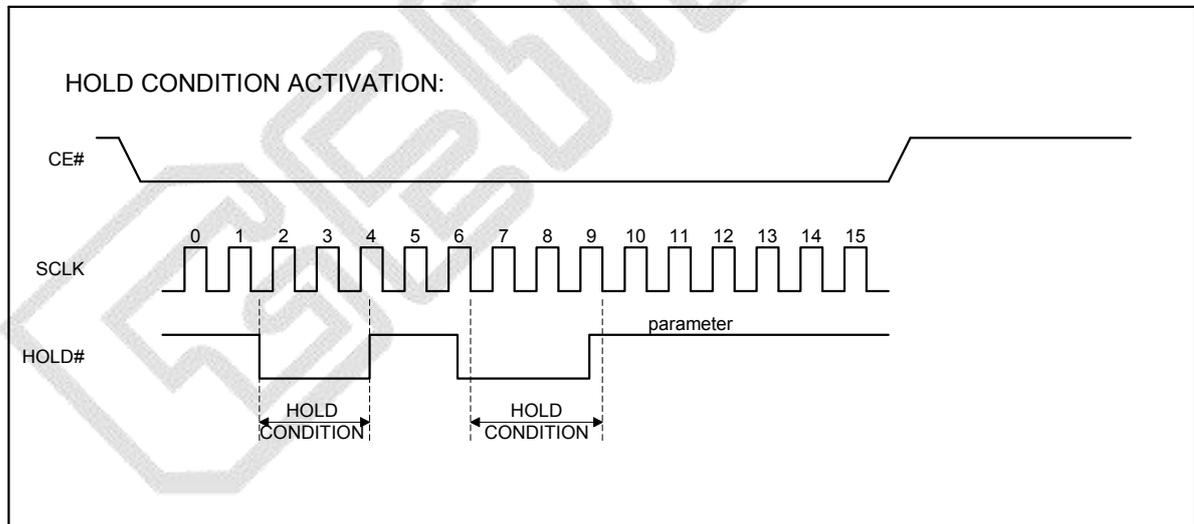 HOLD CONDITION ACTIVATION:
CE#
0 1 2 3 4 5 6 7 8 9 10 11 12 13 14 15
SCLK
parameter
HOLD#
HOLD HOLD
CONDITION CONDITION